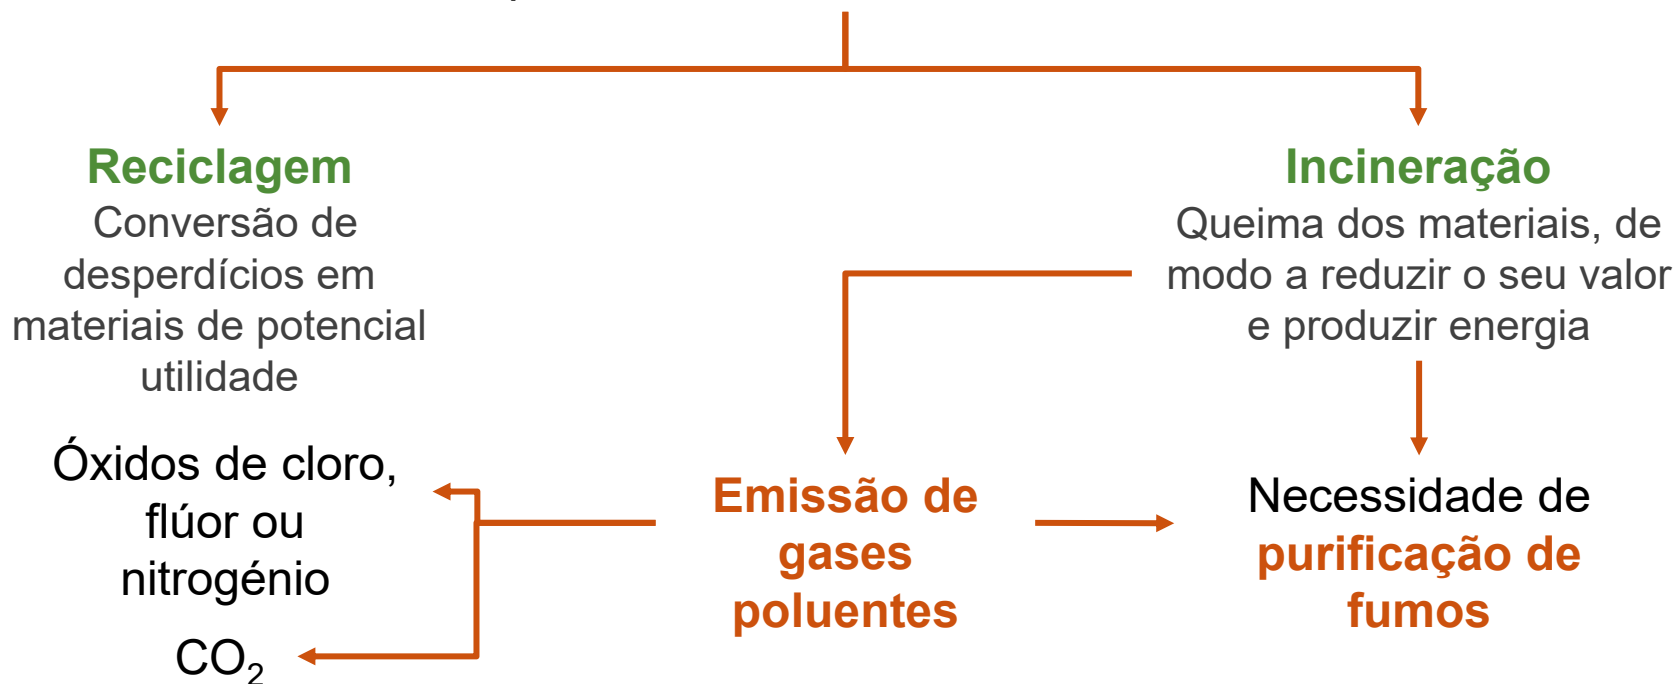 Reciclagem
Conversão de
desperdícios em
materiais de potencial
utilidade
Incineração
Queima dos materiais, de
modo a reduzir o seu valor
e produzir energia
Óxidos de cloro,
flúor ou
nitrogénio
CO₂
Emissão de
gases
poluentes
Necessidade de
purificação de
fumos